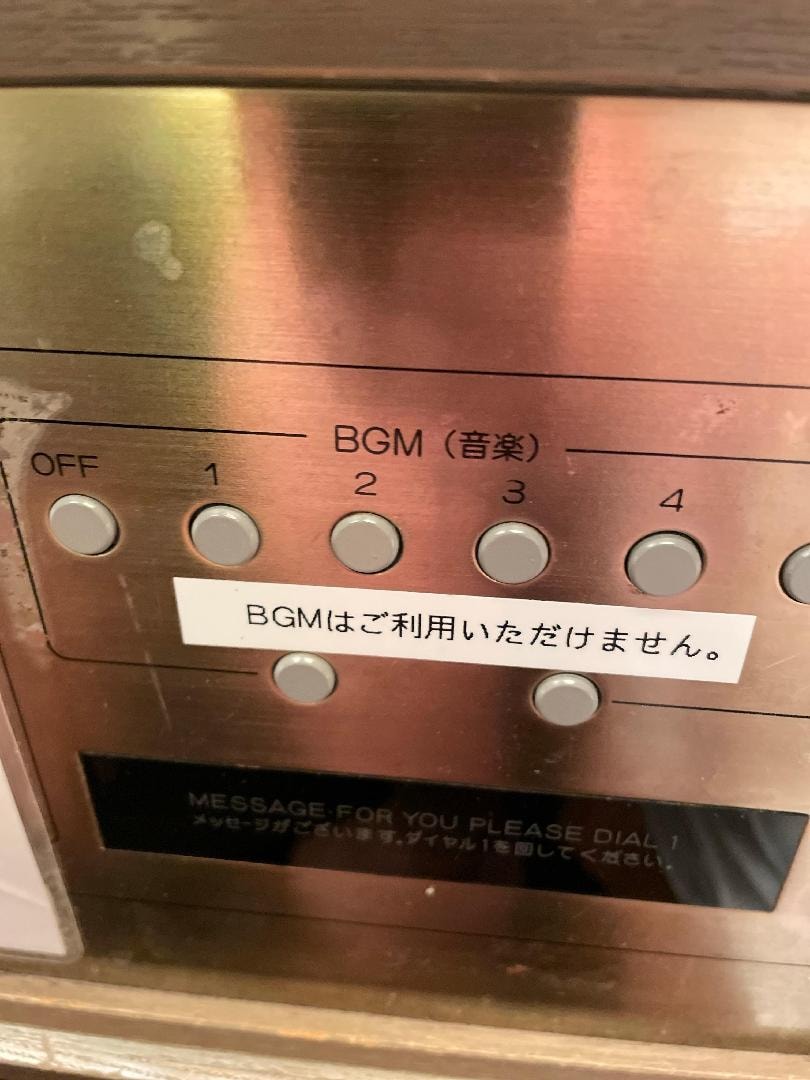 BGM（音楽）
OFF 1 2 3 4
BGMはご利用いただけません。
MESSAGE FOR YOU PLEASE DIAL 1
メッセージがございます.ダイヤル1を回してください.